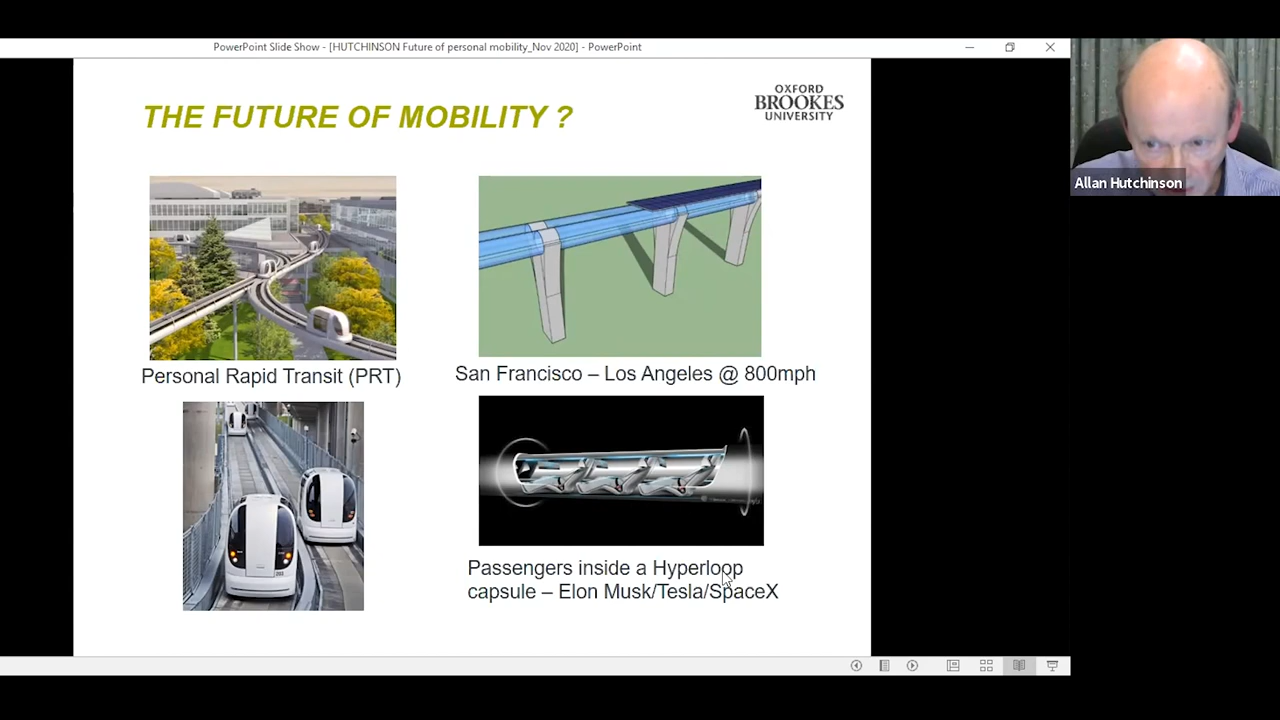 PowerPoint Slide Show - [HUTCHINSON Future of personal mobility_Nov 2020] - PowerPoint
THE FUTURE OF MOBILITY ?
OXFORD
BROOKES
UNIVERSITY
Allan Hutchinson
Personal Rapid Transit (PRT)
San Francisco – Los Angeles @ 800mph
Passengers inside a Hyperloop
capsule – Elon Musk/Tesla/SpaceX